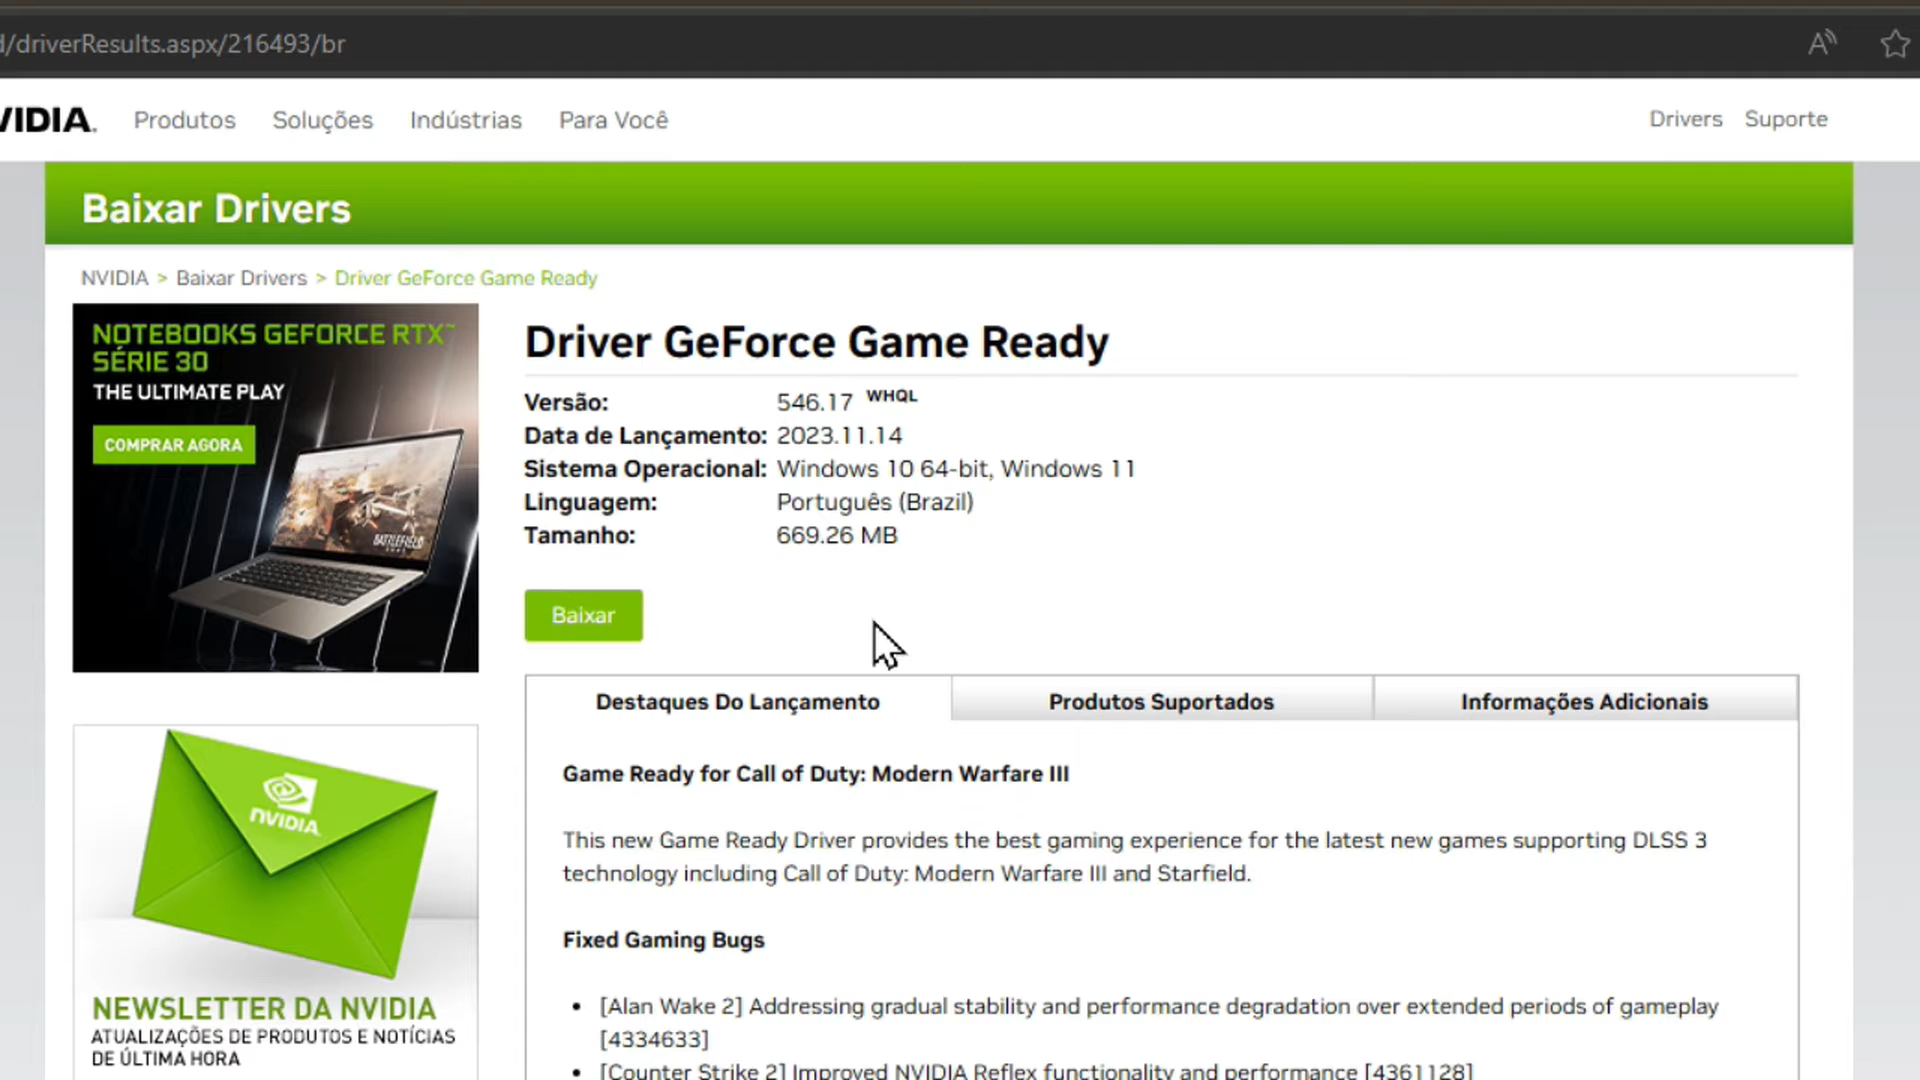 d/driverResults.aspx/216493/br
VIDIA.
Produtos
Soluções
Indústrias
Para Você
Drivers
Suporte
Baixar Drivers
NVIDIA > Baixar Drivers > Driver GeForce Game Ready
NOTEBOOKS GEFORCE RTX™
SÉRIE 30
THE ULTIMATE PLAY
COMPRAR AGORA
BATTLEFIELD
Driver GeForce Game Ready
Versão: 546.17 WHQL
Data de Lançamento: 2023.11.14
Sistema Operacional: Windows 10 64-bit, Windows 11
Linguagem: Português (Brazil)
Tamanho: 669.26 MB
Baixar
Destaques Do Lançamento
Produtos Suportados
Informações Adicionais
Game Ready for Call of Duty: Modern Warfare III
This new Game Ready Driver provides the best gaming experience for the latest new games supporting DLSS 3
technology including Call of Duty: Modern Warfare III and Starfield.
Fixed Gaming Bugs
• [Alan Wake 2] Addressing gradual stability and performance degradation over extended periods of gameplay
[4334633]
• [Counter Strike 2] Improved NVIDIA Reflex functionality and performance [4361128]
NVIDIA.
NEWSLETTER DA NVIDIA
ATUALIZAÇÕES DE PRODUTOS E NOTÍCIAS
DE ÚLTIMA HORA